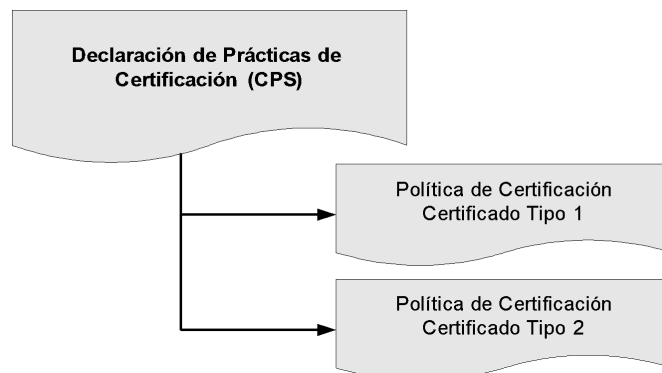 Declaración de Prácticas de
Certificación (CPS)
Política de Certificación
Certificado Tipo 1
Política de Certificación
Certificado Tipo 2